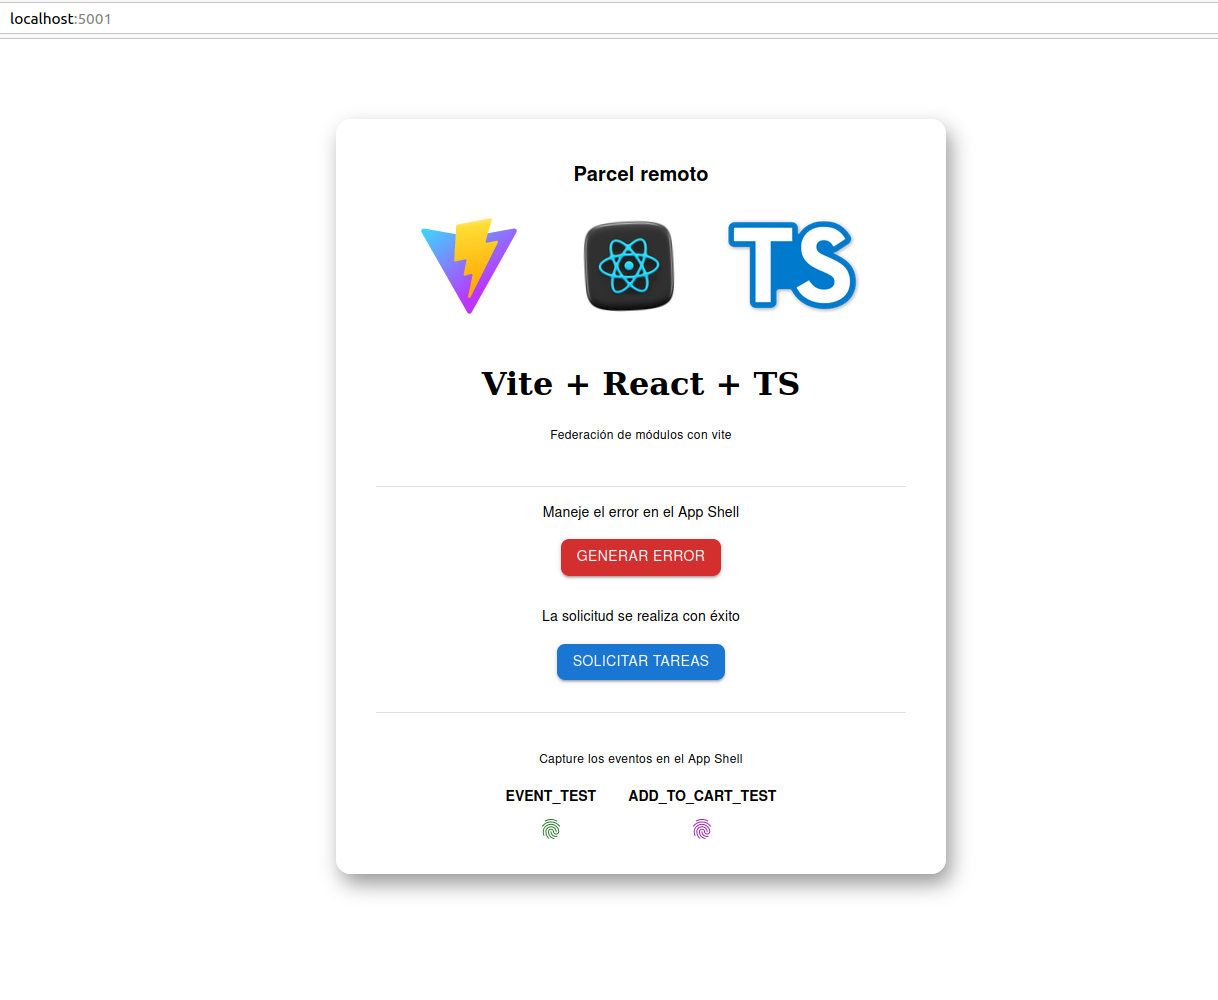 localhost:5001
Parcel remoto
TS
Vite + React + TS
Federación de módulos con vite
Maneje el error en el App Shell
GENERAR ERROR
La solicitud se realiza con éxito
SOLICITAR TAREAS
Capture los eventos en el App Shell
EVENT_TEST ADD_TO_CART_TEST